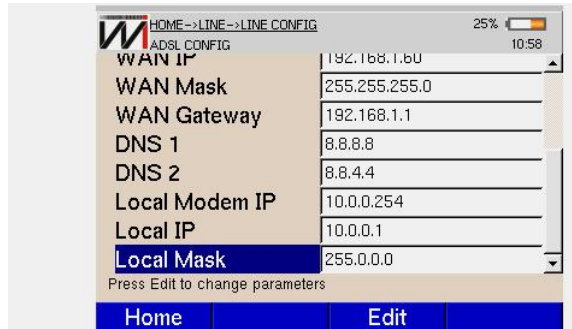 HOME->LINE->LINE CONFIG 25%
ADSL CONFIG 10:58
WAN IP 192.168.1.60
WAN Mask 255.255.255.0
WAN Gateway 192.168.1.1
DNS 1 8.8.8.8
DNS 2 8.8.4.4
Local Modem IP 10.0.0.254
Local IP 10.0.0.1
Local Mask 255.0.0.0
Press Edit to change parameters
Home Edit